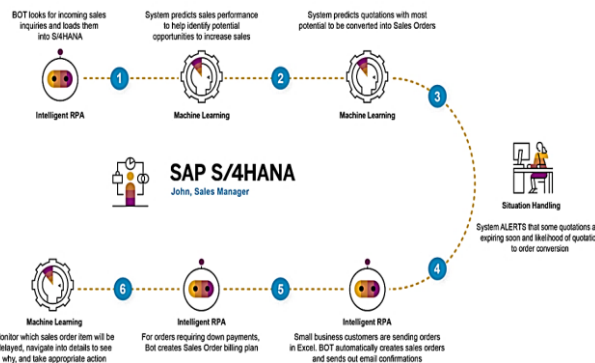 BOT looks for incoming sales
inquiries and loads them
into S/4HANA
Intelligent RPA
1
System predicts sales performance
to help identify potential
opportunities to increase sales
Machine Learning
2
System predicts quotations with most
potential to be converted into Sales Orders
Machine Learning
3
SAP S/4HANA
John, Sales Manager
Situation Handling
System ALERTS that some quotations a
expiring soon and likelihood of quotatio
to order conversion
4
Intelligent RPA
Small business customers are sending orders
in Excel. BOT automatically creates sales orders
and sends out email confirmations
5
Intelligent RPA
For orders requiring down payments,
Bot creates Sales Order billing plan
6
Machine Learning
onitor which sales order item will be
delayed, navigate into details to see
why, and take appropriate action